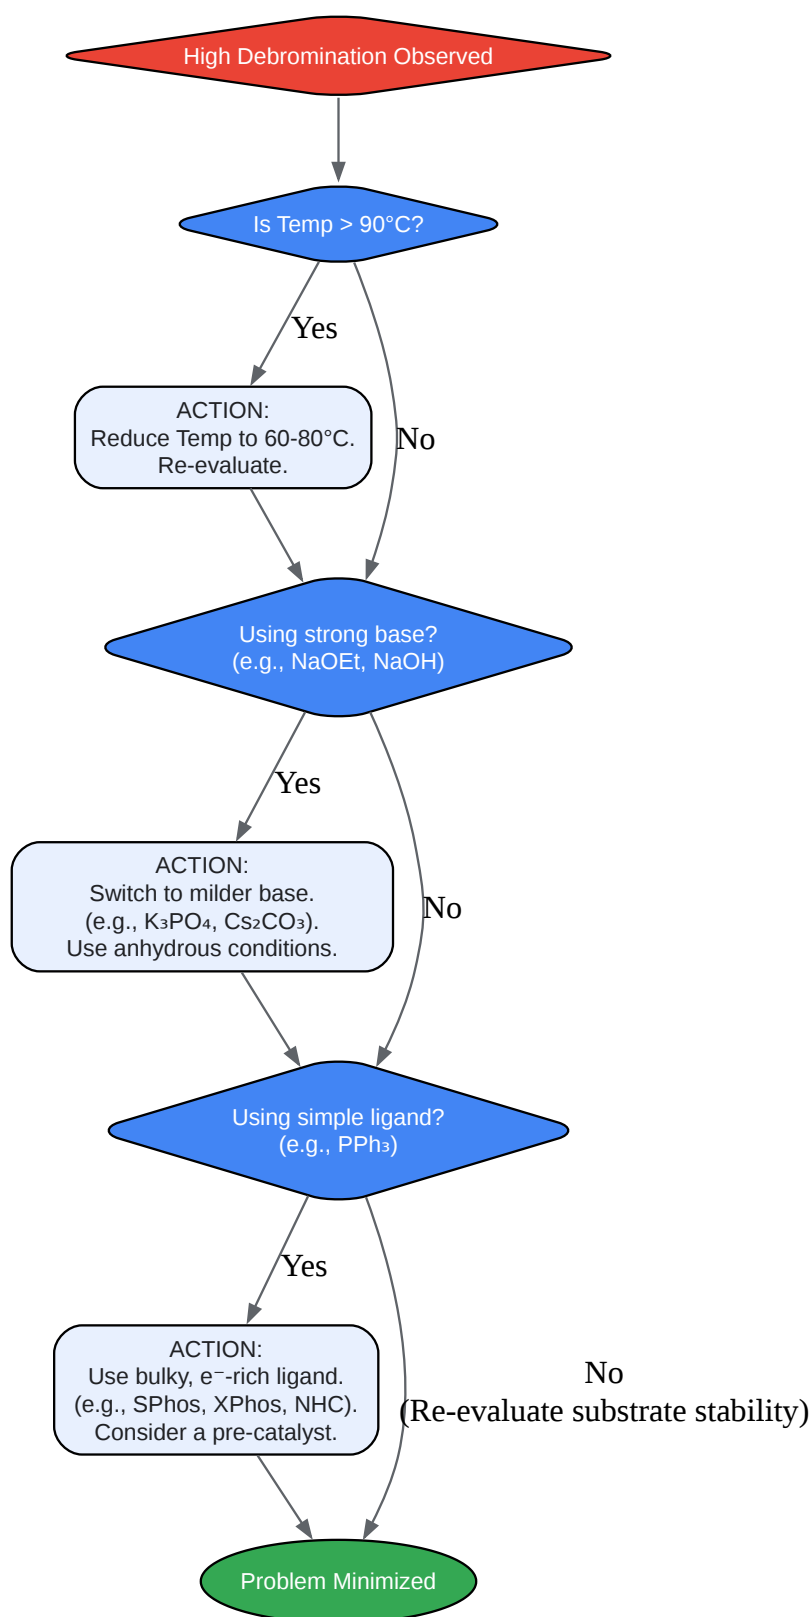 High Debromination Observed
Is Temp > 90°C?
Yes
ACTION:
Reduce Temp to 60-80°C.
Re-evaluate.
No
Using strong base?
(e.g., NaOEt, NaOH)
Yes
ACTION:
Switch to milder base.
(e.g., K₃PO₄, Cs₂CO₃).
Use anhydrous conditions.
No
Using simple ligand?
(e.g., PPh₃)
Yes
ACTION:
Use bulky, e⁻-rich ligand.
(e.g., SPhos, XPhos, NHC).
Consider a pre-catalyst.
No
(Re-evaluate substrate stability)
Problem Minimized